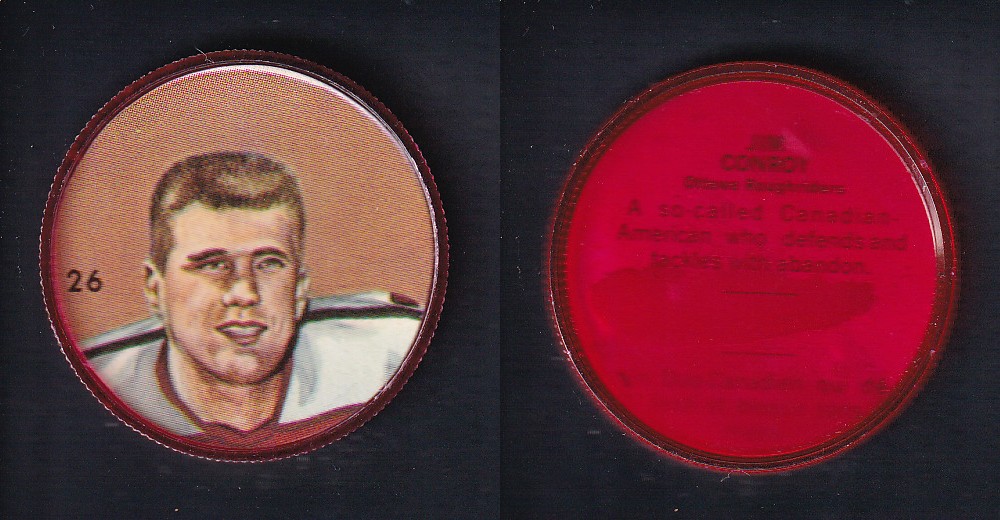 26
JIM
CONROY
Ottawa Roughriders
A so-called Canadian-
American who defends and
tackles with abandon.